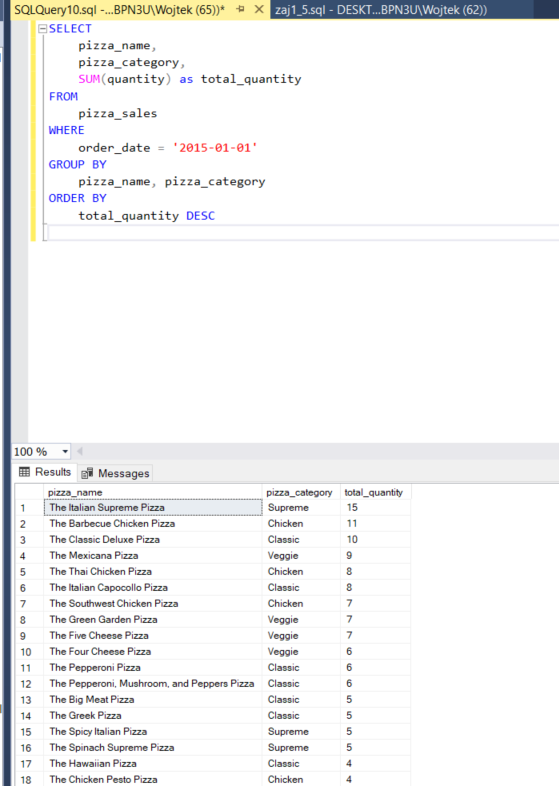 SQLQuery10.sql -...BPN3U\Wojtek (65))* zaj1_5.sql - DESKT...BPN3U\Wojtek (62))
SELECT
pizza_name,
pizza_category,
SUM(quantity) as total_quantity
FROM
pizza_sales
WHERE
order_date = '2015-01-01'
GROUP BY
pizza_name, pizza_category
ORDER BY
total_quantity DESC
100 %
Results Messages
pizza_name pizza_category total_quantity
1 The Italian Supreme Pizza Supreme 15
2 The Barbecue Chicken Pizza Chicken 11
3 The Classic Deluxe Pizza Classic 10
4 The Mexicana Pizza Veggie 9
5 The Thai Chicken Pizza Chicken 8
6 The Italian Capocollo Pizza Classic 8
7 The Southwest Chicken Pizza Chicken 7
8 The Green Garden Pizza Veggie 7
9 The Five Cheese Pizza Veggie 7
10 The Four Cheese Pizza Veggie 6
11 The Pepperoni Pizza Classic 6
12 The Pepperoni, Mushroom, and Peppers Pizza Classic 6
13 The Big Meat Pizza Classic 5
14 The Greek Pizza Classic 5
15 The Spicy Italian Pizza Supreme 5
16 The Spinach Supreme Pizza Supreme 5
17 The Hawaiian Pizza Classic 4
18 The Chicken Pesto Pizza Chicken 4